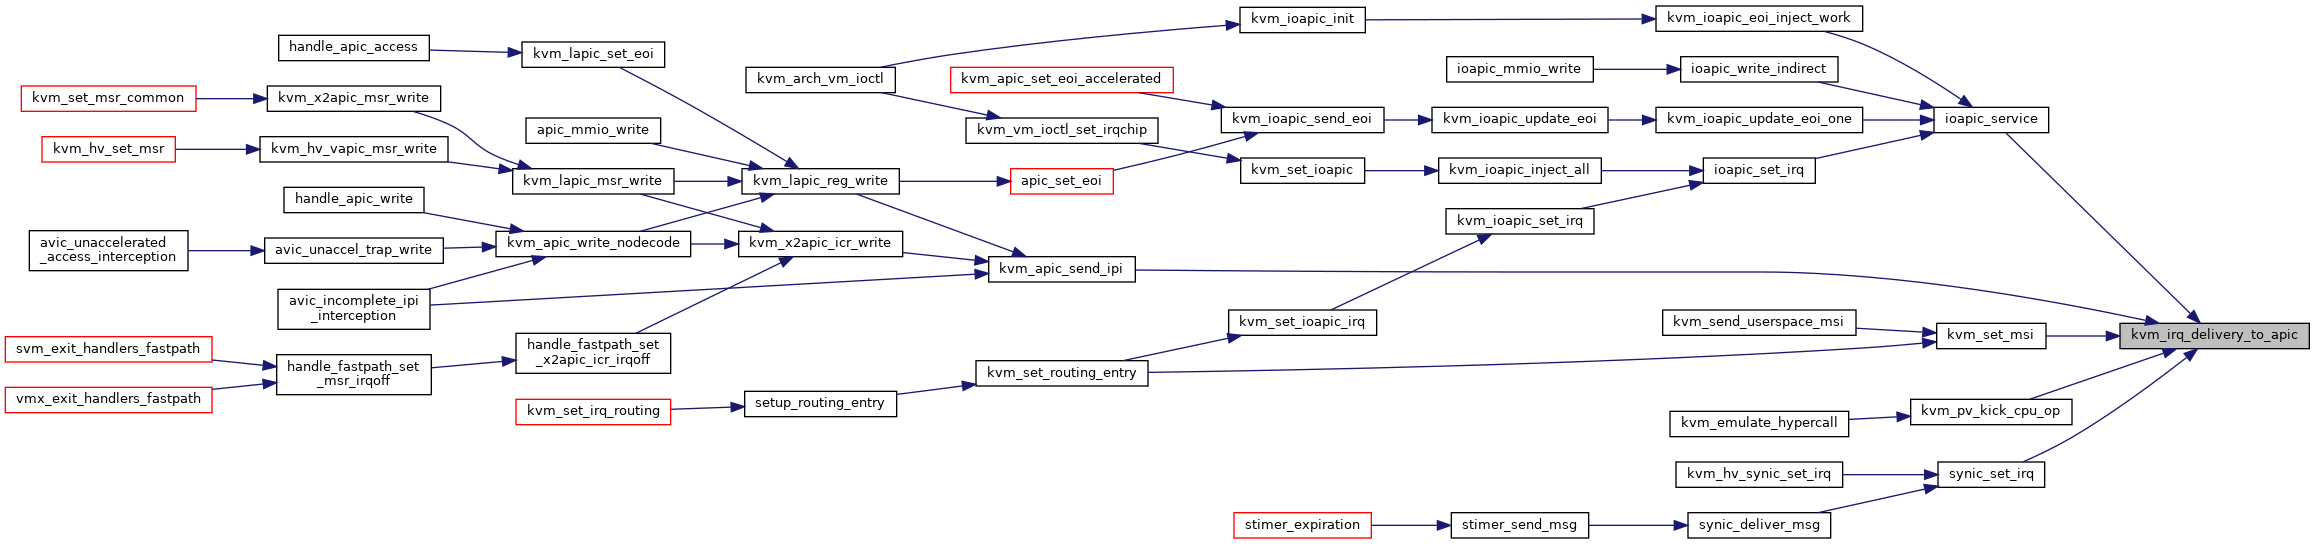 kvm_ioapic_init
kvm_ioapic_eoi_inject_work
handle_apic_access
kvm_lapic_set_eoi
kvm_arch_vm_ioctl
kvm_apic_set_eoi_accelerated
ioapic_mmio_write
ioapic_write_indirect
kvm_set_msr_common
kvm_x2apic_msr_write
apic_mmio_write
kvm_vm_ioctl_set_irqchip
kvm_ioapic_send_eoi
kvm_ioapic_update_eoi
kvm_ioapic_update_eoi_one
ioapic_service
kvm_hv_set_msr
kvm_hv_vapic_msr_write
kvm_lapic_msr_write
kvm_lapic_reg_write
apic_set_eoi
kvm_set_ioapic
kvm_ioapic_inject_all
ioapic_set_irq
handle_apic_write
kvm_ioapic_set_irq
avic_unaccelerated
_access_interception
avic_unaccel_trap_write
kvm_apic_write_nodecode
kvm_x2apic_icr_write
kvm_apic_send_ipi
avic_incomplete_ipi
_interception
kvm_set_ioapic_irq
kvm_send_userspace_msi
kvm_set_msi
kvm_irq_delivery_to_apic
svm_exit_handlers_fastpath
handle_fastpath_set
_msr_irqoff
handle_fastpath_set
_x2apic_icr_irqoff
kvm_set_routing_entry
vmx_exit_handlers_fastpath
kvm_set_irq_routing
setup_routing_entry
kvm_emulate_hypercall
kvm_pv_kick_cpu_op
kvm_hv_synic_set_irq
synic_set_irq
stimer_expiration
stimer_send_msg
synic_deliver_msg